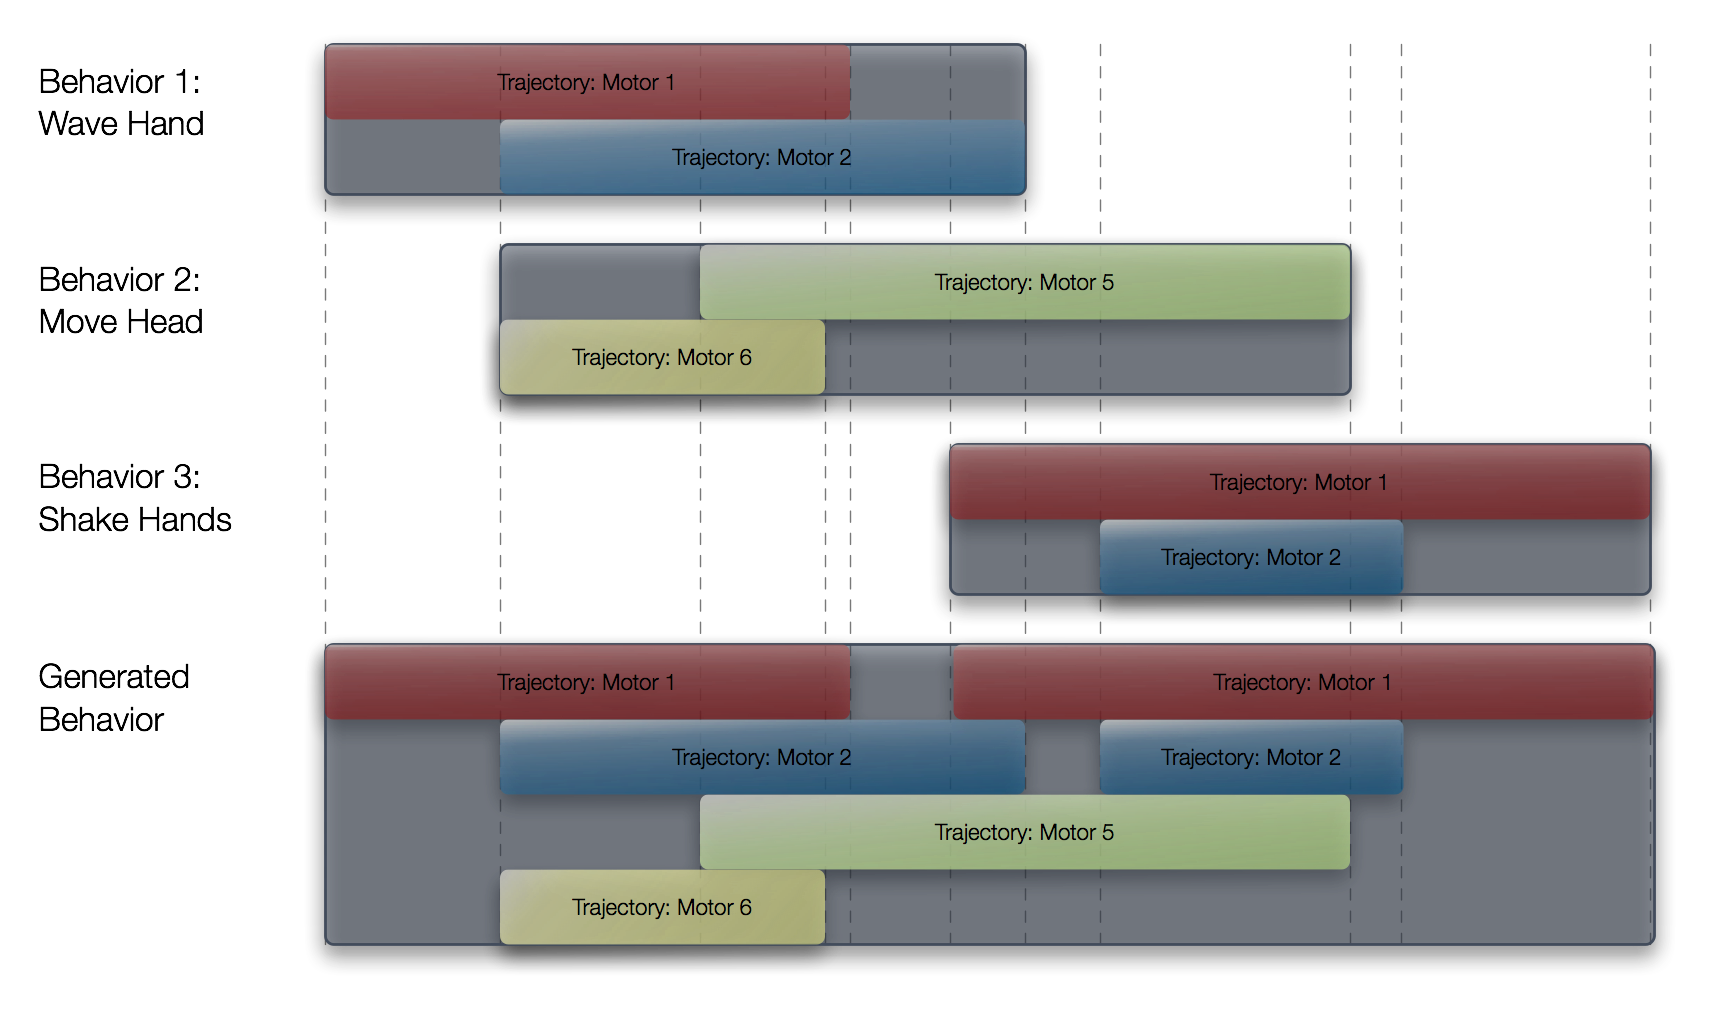 Behavior 1:
Wave Hand
Trajectory: Motor 1
Trajectory: Motor 2
Behavior 2:
Move Head
Trajectory: Motor 5
Trajectory: Motor 6
Behavior 3:
Shake Hands
Trajectory: Motor 1
Trajectory: Motor 2
Generated
Behavior
Trajectory: Motor 1
Trajectory: Motor 1
Trajectory: Motor 2
Trajectory: Motor 2
Trajectory: Motor 5
Trajectory: Motor 6